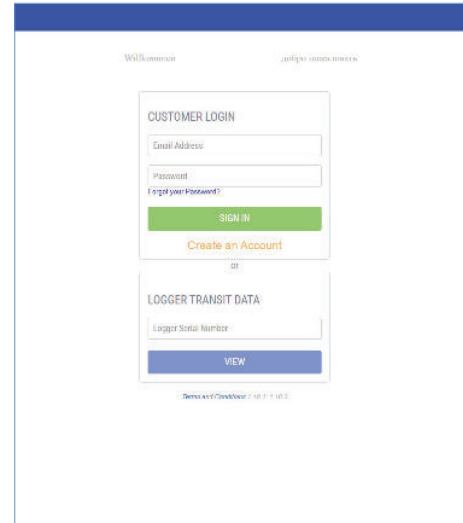 Willkommen добро пожаловать
CUSTOMER LOGIN
Email Address
Password
Forgot your Password?
SIGN IN
Create an Account
or
LOGGER TRANSIT DATA
Logger Serial Number
VIEW
Terms and Conditions